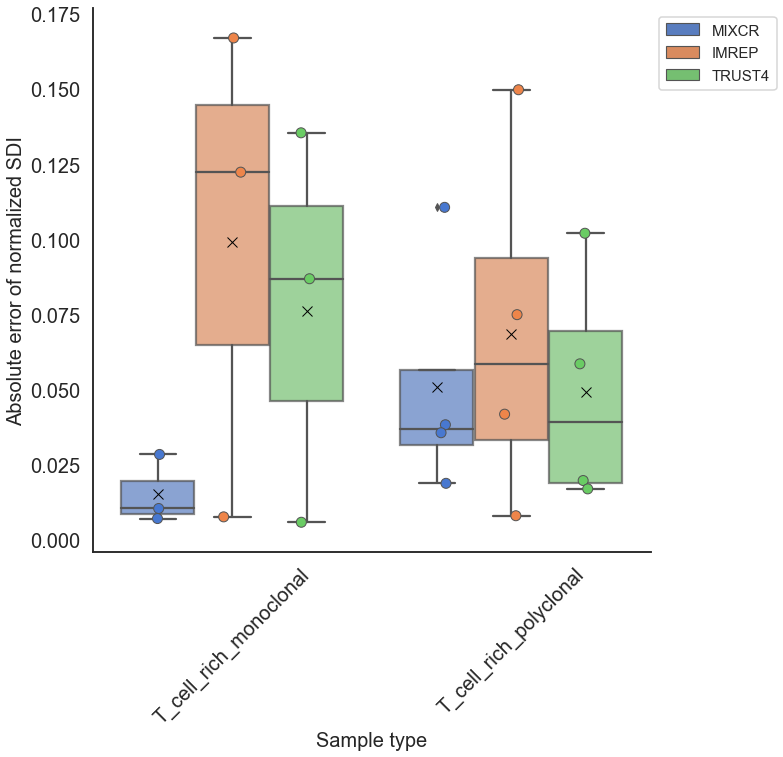 Absolute error of normalized SDI
0.175
0.150
0.125
0.100
0.075
0.050
0.025
0.000
MIXCR
IMREP
TRUST4
T_cell_rich_monoclonal
T_cell_rich_polyclonal
Sample type